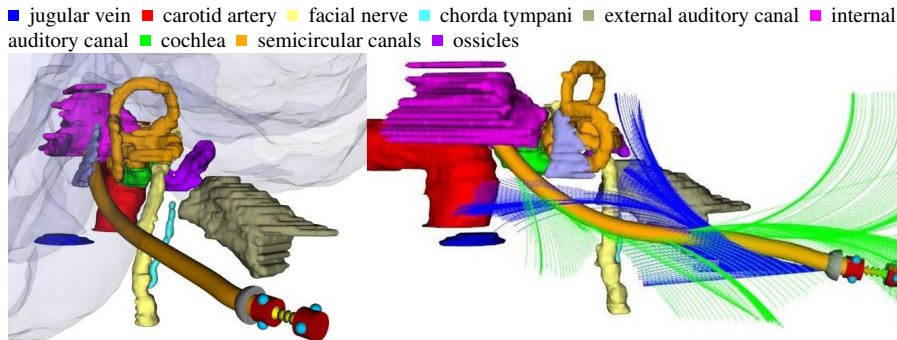 jugular vein carotid artery facial nerve chorda tympani external auditory canal internal
auditory canal cochlea semicircular canals ossicles